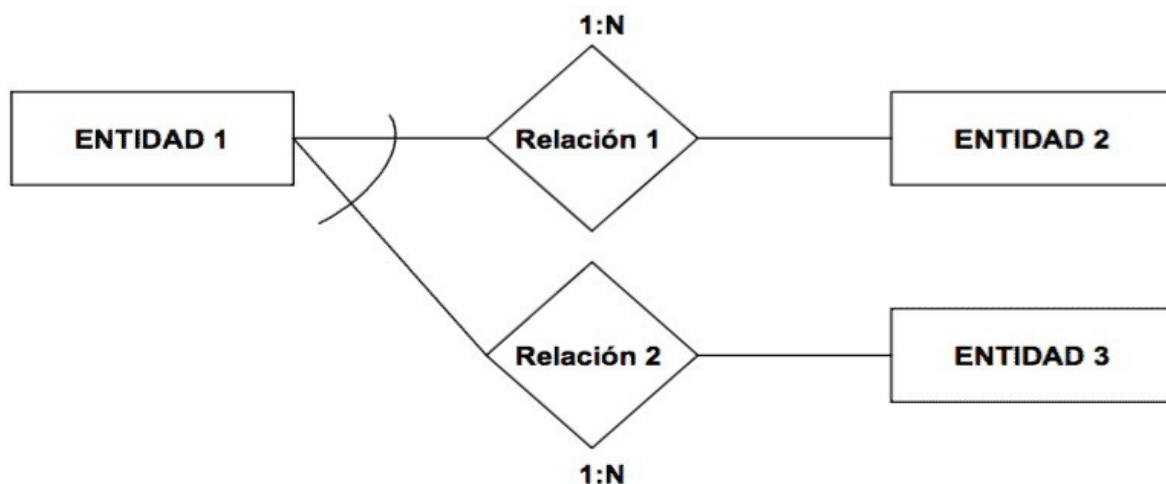 1:N
ENTIDAD 1
Relación 1
ENTIDAD 2
Relación 2
ENTIDAD 3
1:N